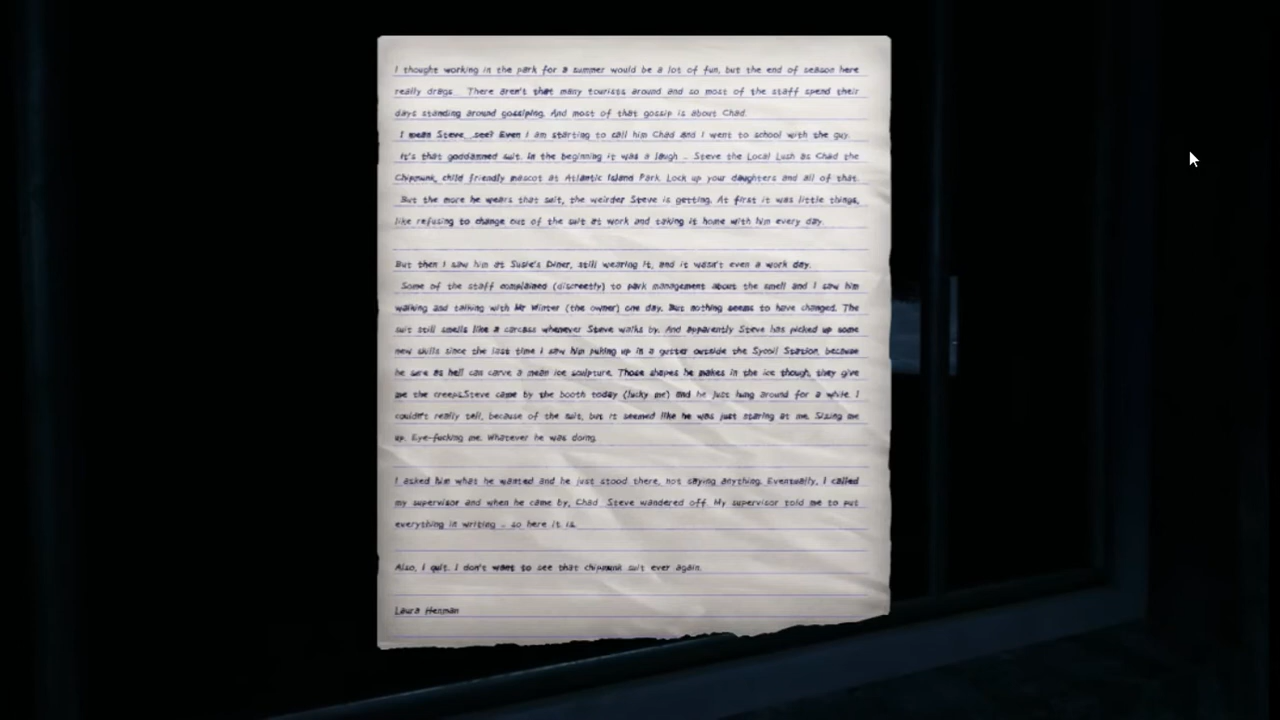 I thought working in the park for a summer would be a lot of fun, but the end of season here
really drags. There aren't that many tourists around and so most of the staff spend their
days standing around gossiping. And most of that gossip is about Chad.
I mean Steve...see? Even I am starting to call him Chad and I went to school with the guy.
It's that goddamned suit. In the beginning it was a laugh - Steve the Local Lush as Chad the
Chipmunk, child friendly mascot at Atlantic Island Park. Lock up your daughters and all of that.
But the more he wears that suit, the weirder Steve is getting. At first it was little things,
like refusing to change out of the suit at work and taking it home with him every day.
But then I saw him at Susie's Diner, still wearing it, and it wasn't even a work day.
Some of the staff complained (discreetly) to park management about the smell and I saw him
walking and talking with Mr Winter (the owner) one day. But nothing seems to have changed. The
suit still smells like a carcass whenever Steve walks by. And apparently Steve has picked up some
new skills since the last time I saw him puking up in a gutter outside the Sycoil Station, because
he sure as hell can carve a mean ice sculpture. Those shapes he makes in the ice though, they give
me the creeps.Steve came by the booth today (lucky me) and he just hung around for a while. I
couldn't really tell, because of the suit, but it seemed like he was just staring at me. Sizing me
up. Eye-fucking me. Whatever he was doing.
I asked him what he wanted and he just stood there, not saying anything. Eventually, I called
my supervisor and when he came by, Chad Steve wandered off. My supervisor told me to put
everything in writing - so here it is.
Also, I quit. I don't want to see that chipmunk suit ever again.
Laura Henman